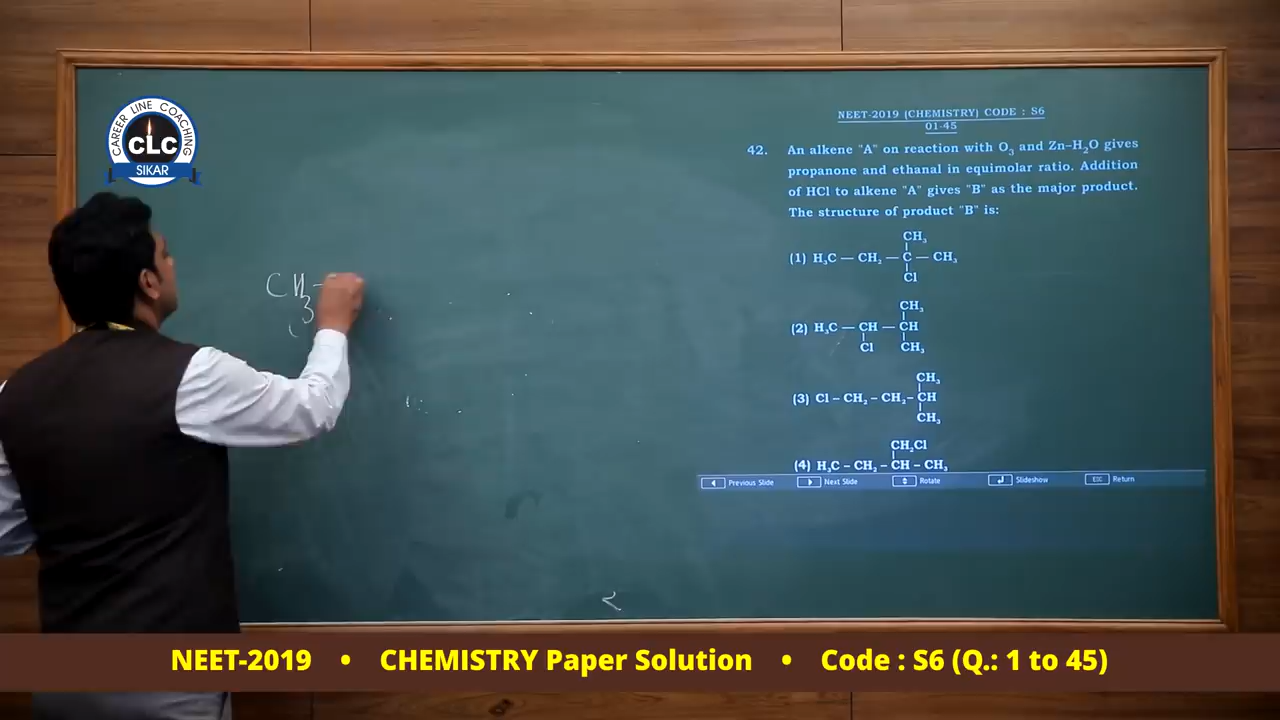 CAREER LINE COACHING
CLC
SIKAR
NEET-2019 (CHEMISTRY) CODE : S6
01-45
42. An alkene "A" on reaction with O₃ and Zn–H₂O gives
propanone and ethanal in equimolar ratio. Addition
of HCl to alkene "A" gives "B" as the major product.
The structure of product "B" is:
CH₃
(1) H₃C — CH₂ — C — CH₃
Cl
CH₃
(2) H₃C — CH — CH
Cl CH₃
CH₃
(3) Cl – CH₂ – CH₂– CH
CH₃
CH₂Cl
(4) H₃C – CH₂ – CH – CH₃
Previous Slide Next Slide Rotate Slideshow ESC Return
CH₃
NEET-2019 • CHEMISTRY Paper Solution • Code : S6 (Q.: 1 to 45)